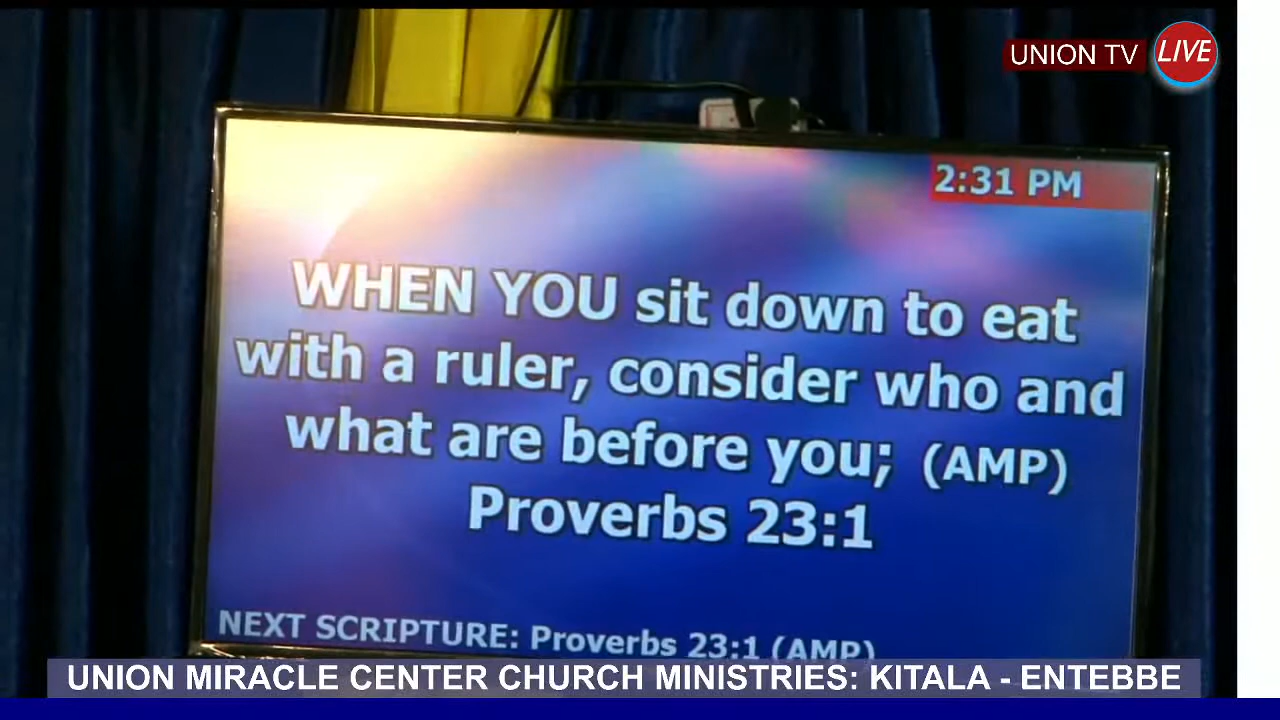 UNION TV LIVE
2:31 PM
WHEN YOU sit down to eat
with a ruler, consider who and
what are before you; (AMP)
Proverbs 23:1
NEXT SCRIPTURE: Proverbs 23:1 (AMP)
UNION MIRACLE CENTER CHURCH MINISTRIES: KITALA - ENTEBBE